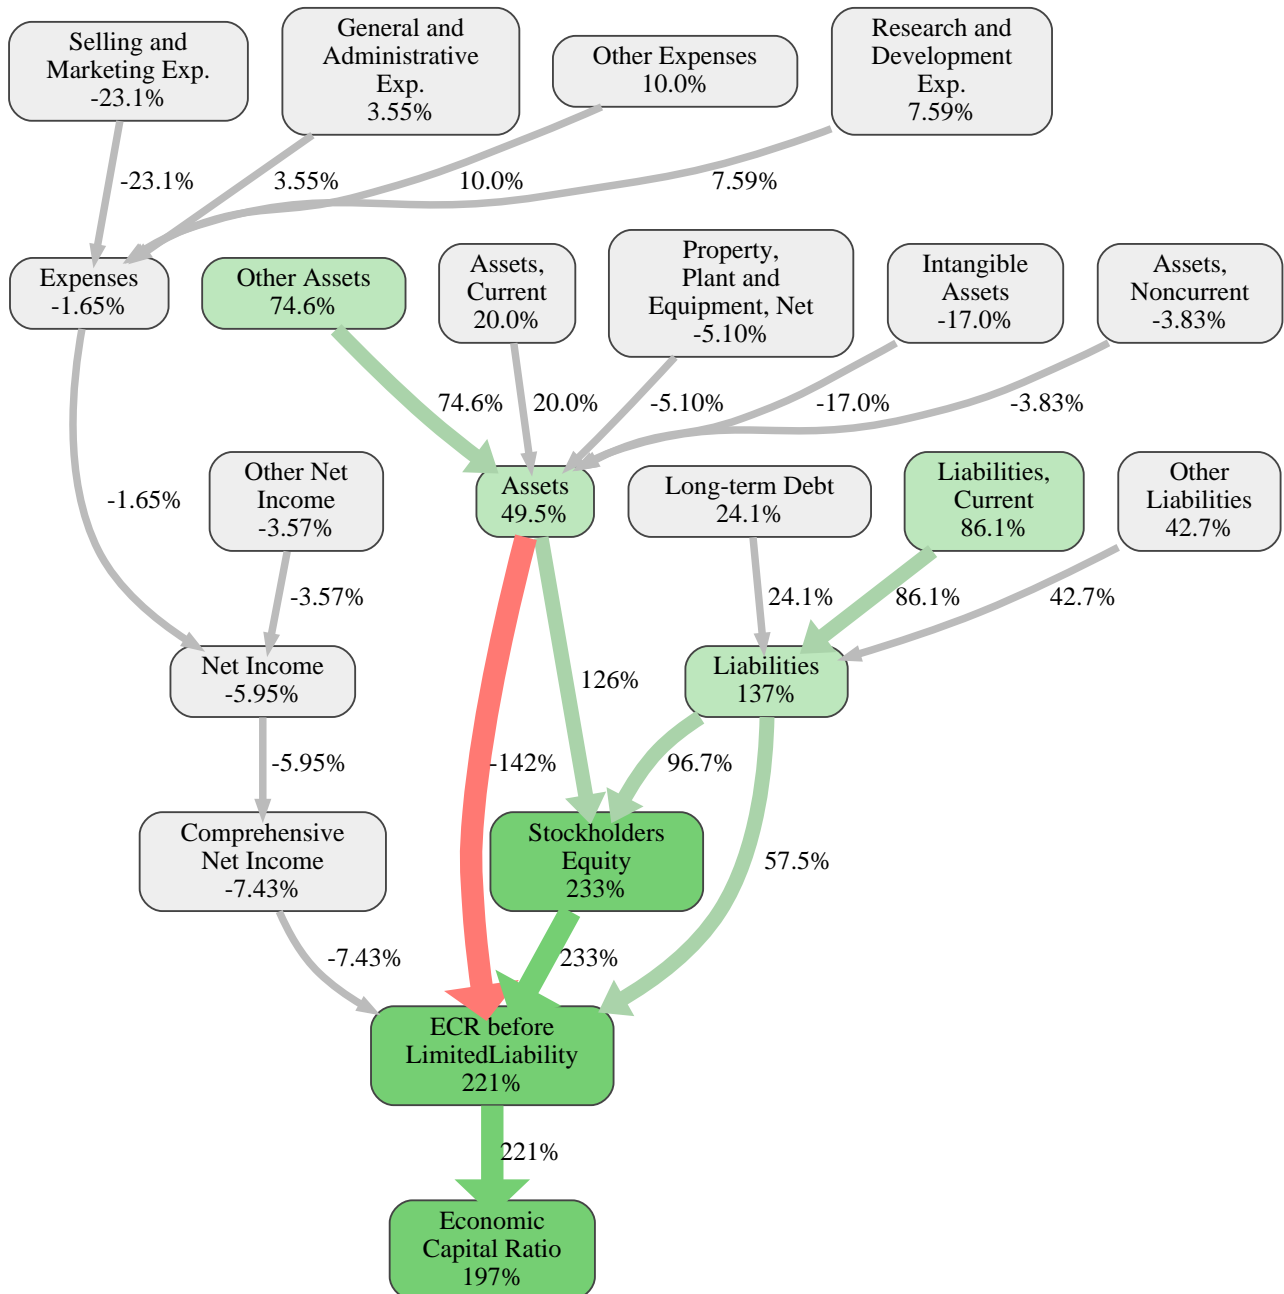 Selling and
Marketing Exp.
-23.1%
General and
Administrative
Exp.
3.55%
Other Expenses
10.0%
Research and
Development
Exp.
7.59%
-23.1%
3.55%
10.0%
7.59%
Expenses
-1.65%
Other Assets
74.6%
Assets,
Current
20.0%
Property,
Plant and
Equipment, Net
-5.10%
Intangible
Assets
-17.0%
Assets,
Noncurrent
-3.83%
74.6%
20.0%
-5.10%
-17.0%
-3.83%
-1.65%
Other Net
Income
-3.57%
Assets
49.5%
Long-term Debt
24.1%
Liabilities,
Current
86.1%
Other
Liabilities
42.7%
-3.57%
24.1%
86.1%
42.7%
Net Income
-5.95%
126%
Liabilities
137%
-5.95%
-142%
96.7%
Comprehensive
Net Income
-7.43%
Stockholders
Equity
233%
57.5%
-7.43%
233%
ECR before
LimitedLiability
221%
221%
Economic
Capital Ratio
197%